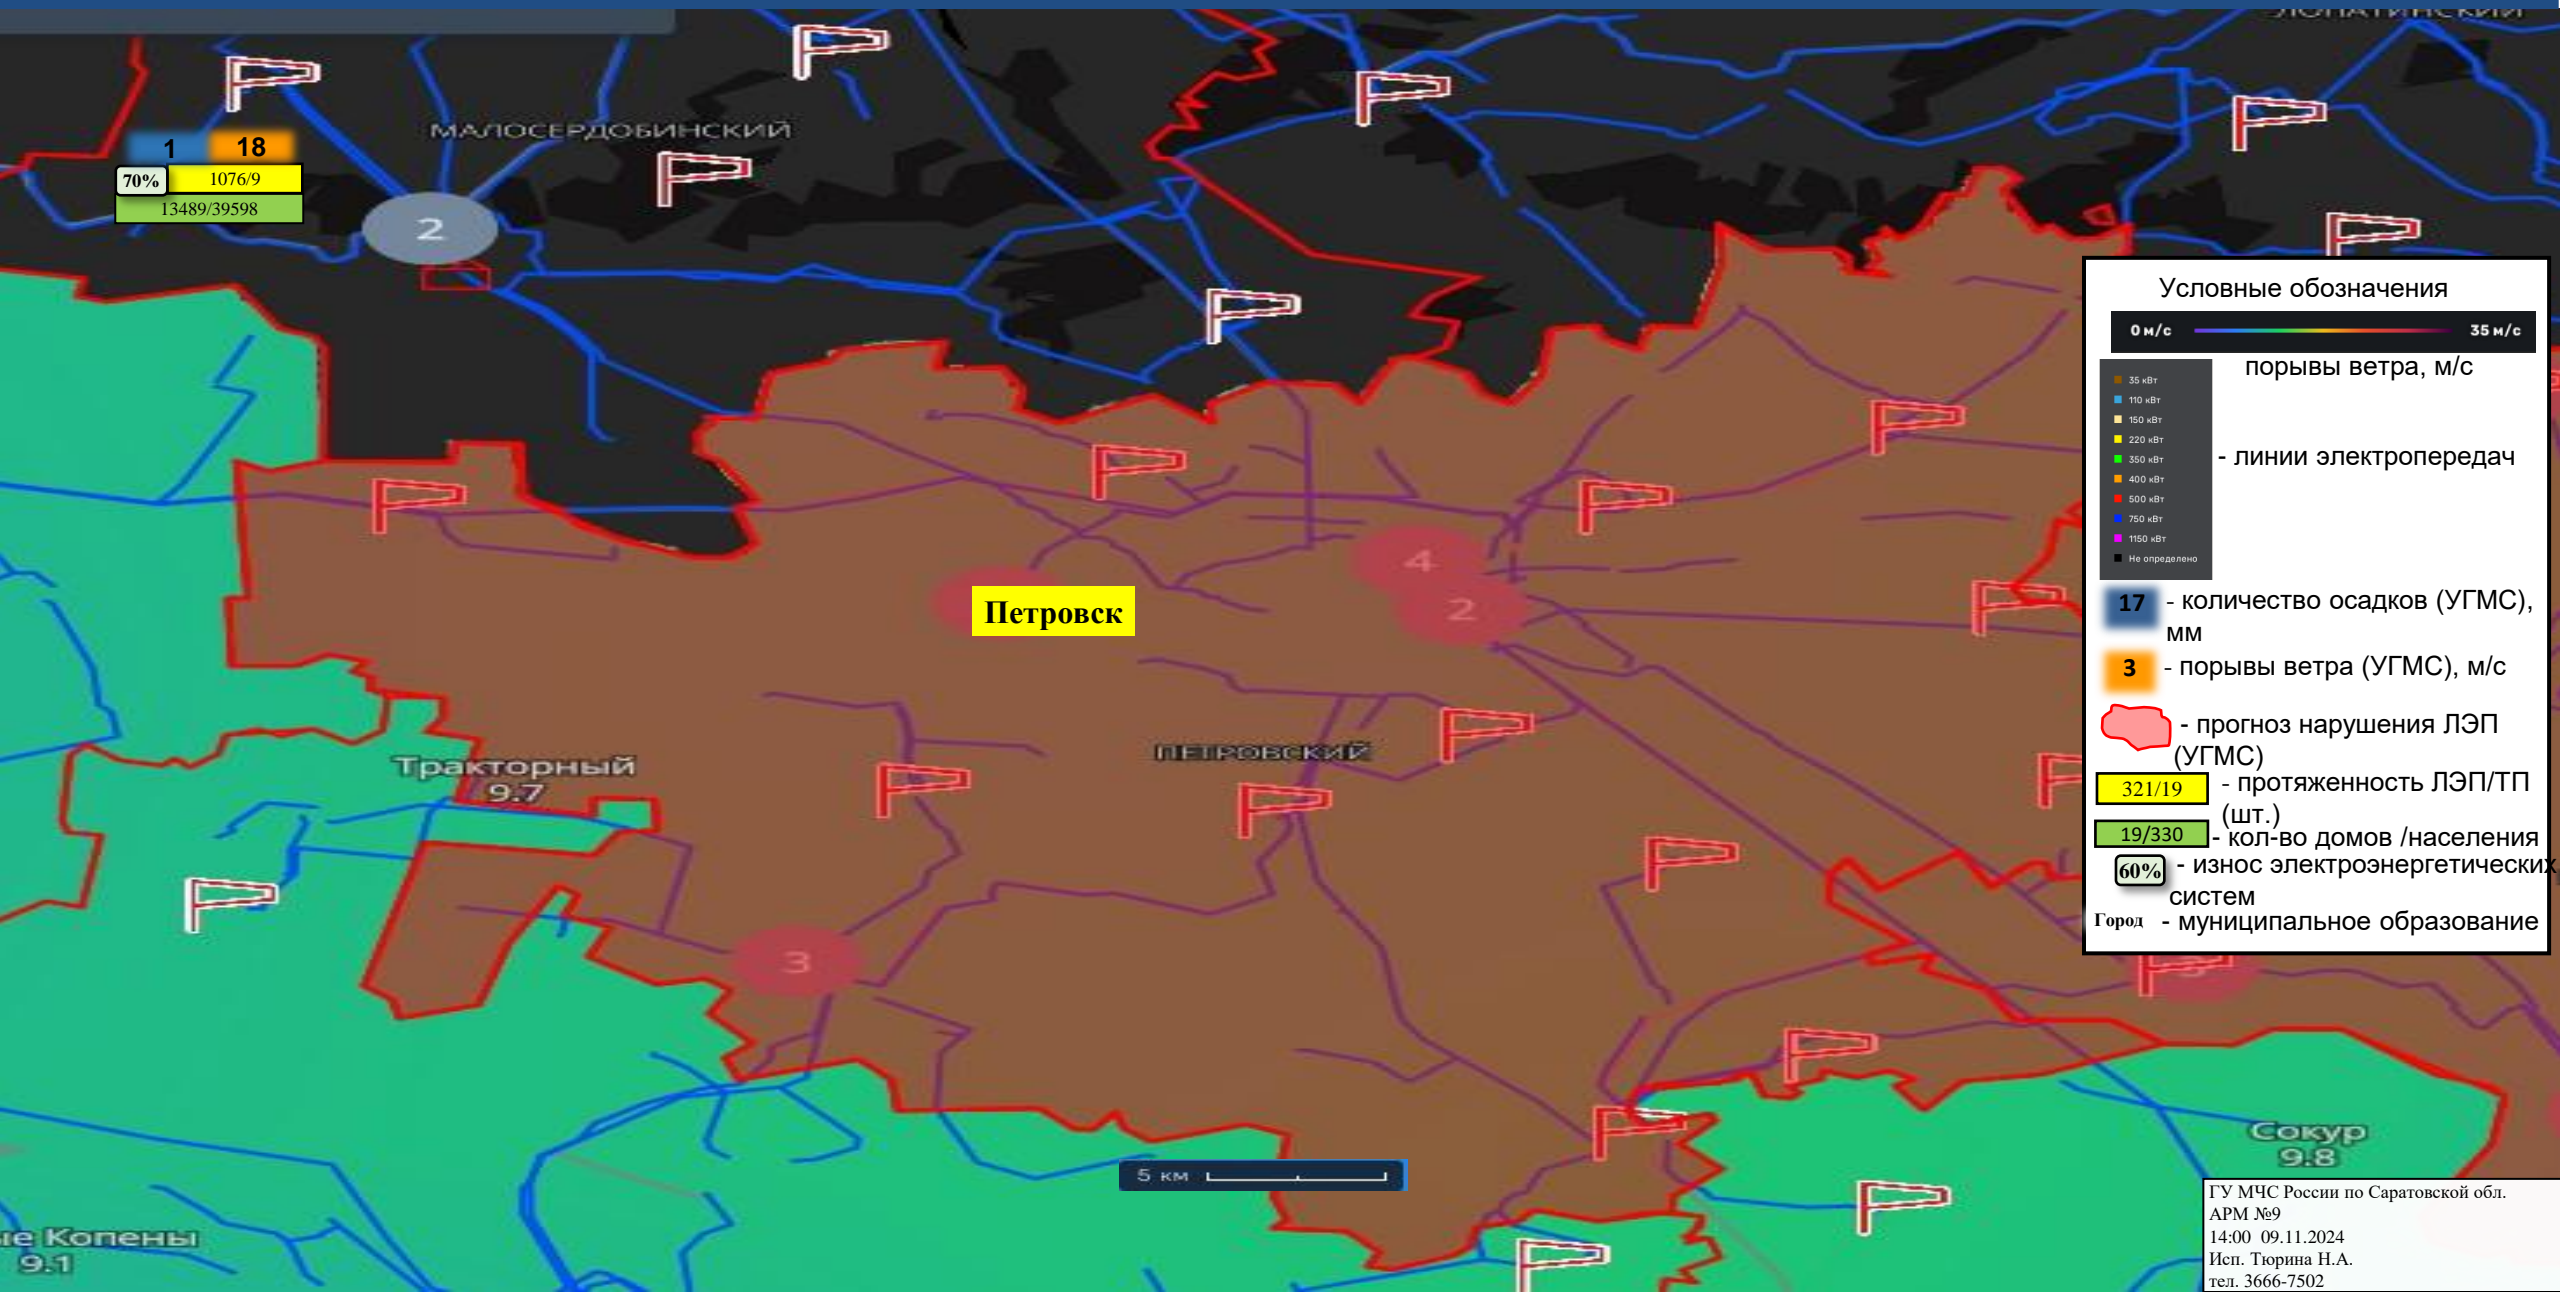 ЛОПАТИНСКИЙ
МАЛОСЕРДОБИНСКИЙ
1 18
70% 1076/9
13489/39598
2
Петровск
4
2
ПЕТРОВСКИЙ
Тракторный
9.7
3
3
Сокур
9.8
5 км
ые Копены
9.1
Условные обозначения
0 м/с 35 м/с
порывы ветра, м/с
35 кВт
110 кВт
150 кВт
220 кВт
350 кВт
400 кВт
500 кВт
750 кВт
1150 кВт
Не определено
- линии электропередач
17 - количество осадков (УГМС),
мм
3 - порывы ветра (УГМС), м/с
- прогноз нарушения ЛЭП
(УГМС)
321/19 - протяженность ЛЭП/ТП
(шт.)
19/330 - кол-во домов /населения
60% - износ электроэнергетических
систем
Город - муниципальное образование
ГУ МЧС России по Саратовской обл.
АРМ №9
14:00 09.11.2024
Исп. Тюрина Н.А.
тел. 3666-7502